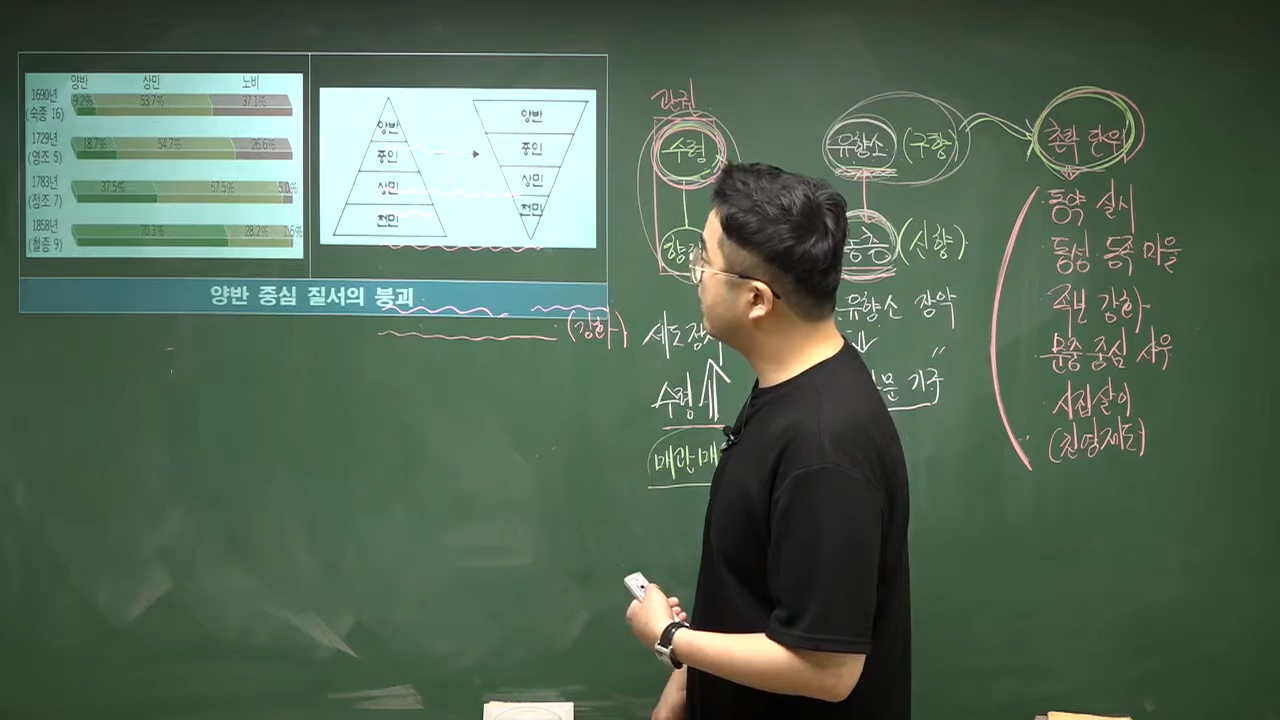 양반 상민 노비
1690년 (숙종 16) 9.2% 53.7% 37.1%
1729년 (영조 5) 18.7% 54.7% 26.6%
1783년 (정조 7) 37.5% 57.5% 5.0%
1858년 (철종 9) 70.3% 28.2% 1.5%
양반 양반
중인 중인
상민 상민
천민 천민
양반 중심 질서의 붕괴
(강화)
관권
수령
세도정
수령
매관매
유향소 (구향)
(신향)
유향소 장악
〃
촌락 단위
동약 실시
동성 동족 마을
족보 강화
문중 중심 사우
시집살이
(친영제도)